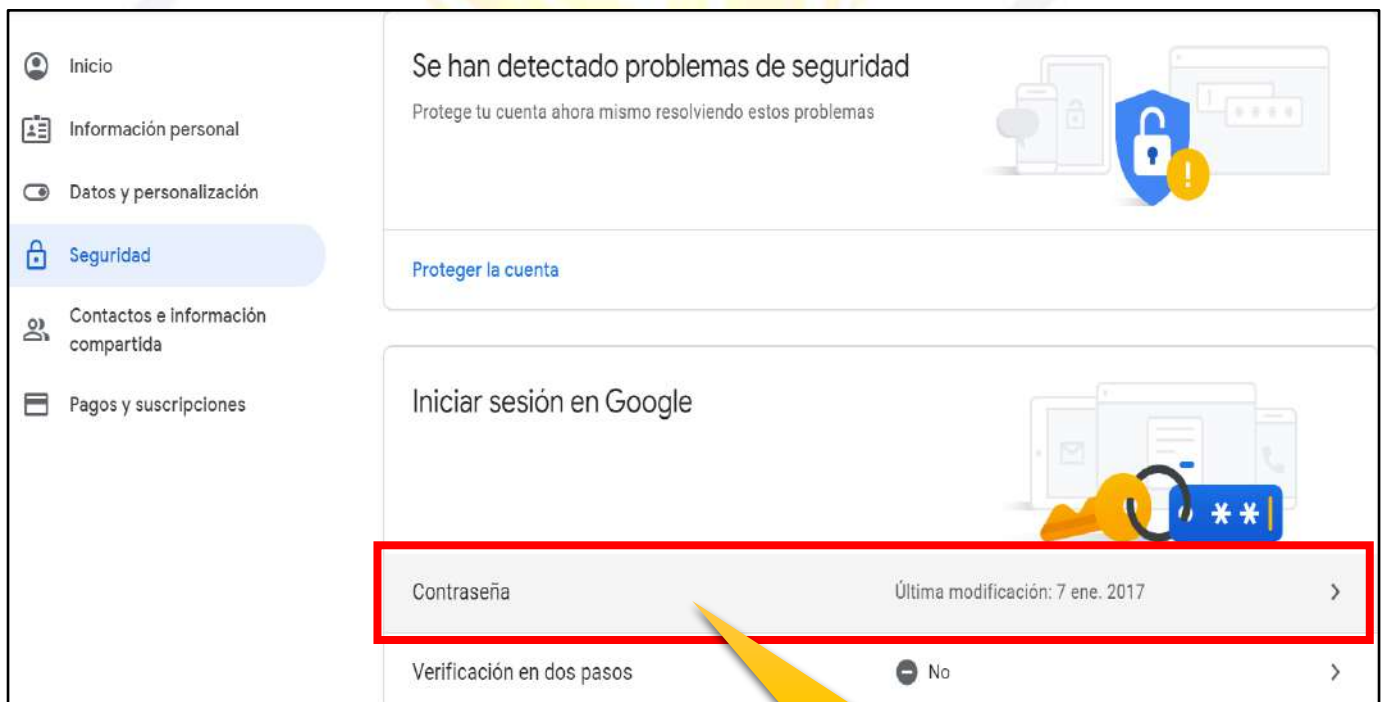 Inicio
Información personal
Datos y personalización
Seguridad
Contactos e información
compartida
Pagos y suscripciones
Se han detectado problemas de seguridad
Protege tu cuenta ahora mismo resolviendo estos problemas
Proteger la cuenta
Iniciar sesión en Google
**
Contraseña Última modificación: 7 ene. 2017
Verificación en dos pasos No